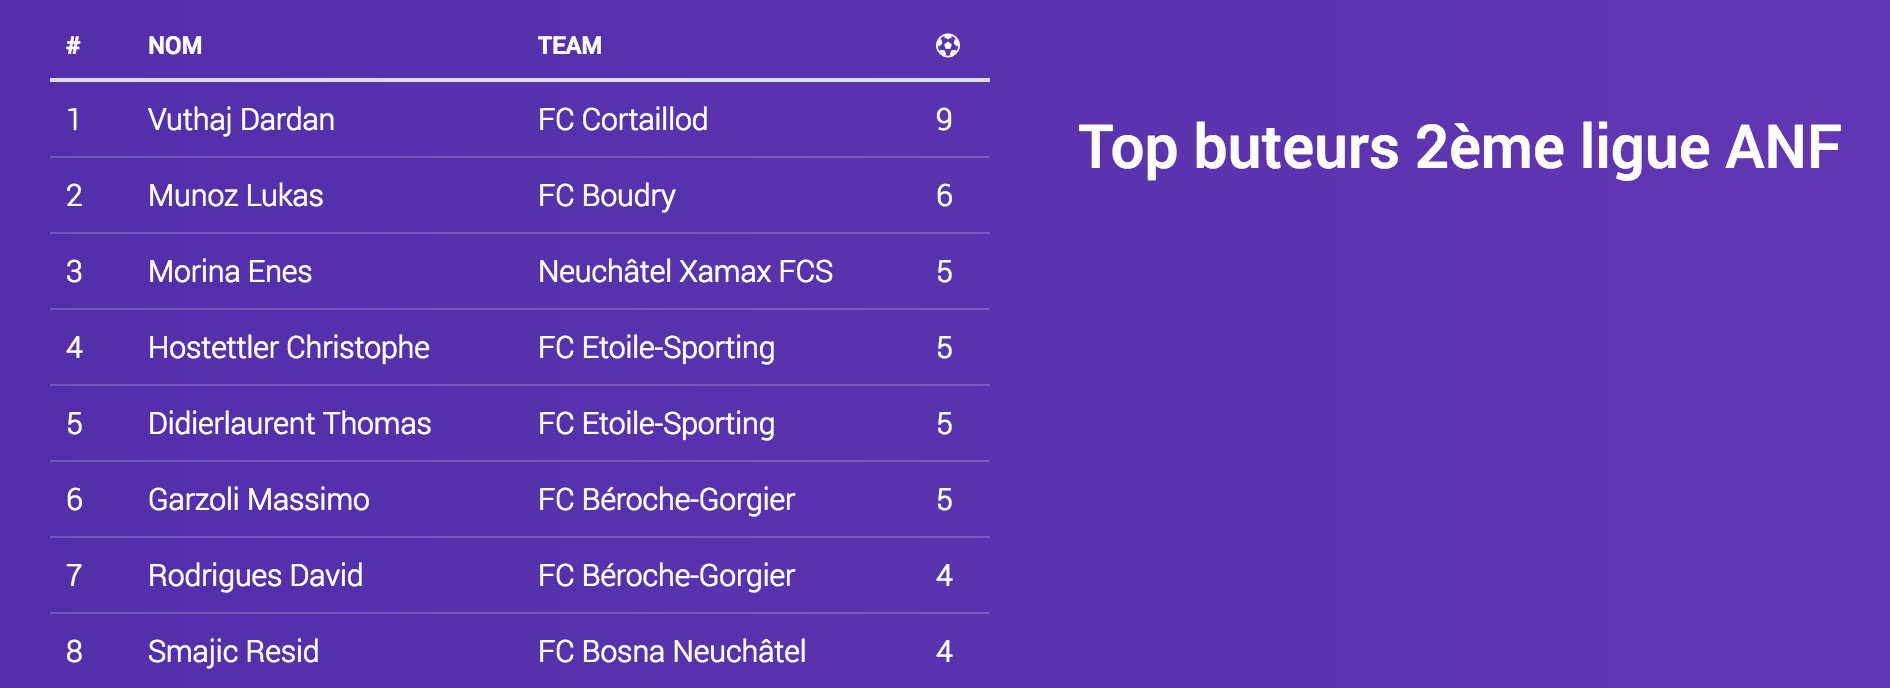 # NOM TEAM
1 Vuthaj Dardan FC Cortaillod 9
2 Munoz Lukas FC Boudry 6
3 Morina Enes Neuchâtel Xamax FCS 5
4 Hostettler Christophe FC Etoile-Sporting 5
5 Didierlaurent Thomas FC Etoile-Sporting 5
6 Garzoli Massimo FC Béroche-Gorgier 5
7 Rodrigues David FC Béroche-Gorgier 4
8 Smajic Resid FC Bosna Neuchâtel 4
Top buteurs 2ème ligue ANF